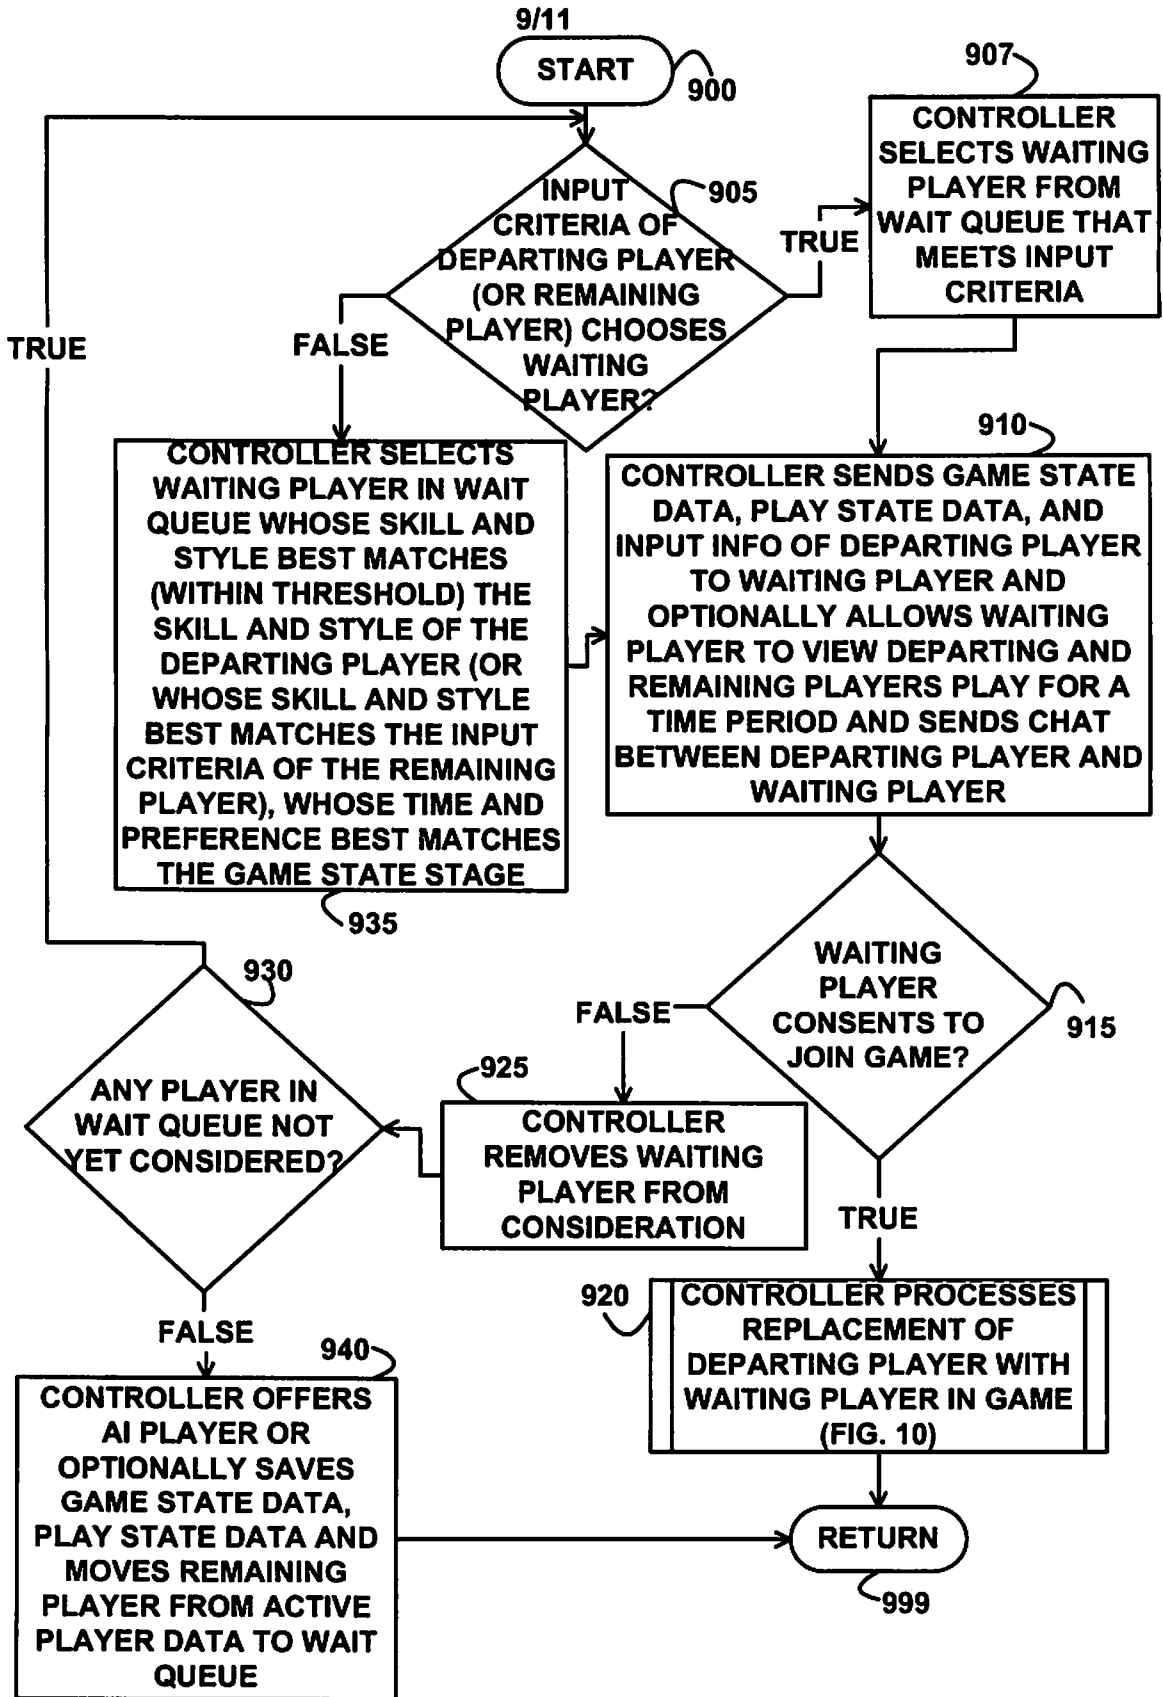 9/11
START
900
907
CONTROLLER
SELECTS WAITING
PLAYER FROM
WAIT QUEUE THAT
MEETS INPUT
CRITERIA
905
INPUT
CRITERIA OF
DEPARTING PLAYER
(OR REMAINING
PLAYER) CHOOSES
WAITING
PLAYER?
TRUE
FALSE
TRUE
CONTROLLER SELECTS
WAITING PLAYER IN WAIT
QUEUE WHOSE SKILL AND
STYLE BEST MATCHES
(WITHIN THRESHOLD) THE
SKILL AND STYLE OF THE
DEPARTING PLAYER (OR
WHOSE SKILL AND STYLE
BEST MATCHES THE INPUT
CRITERIA OF THE REMAINING
PLAYER), WHOSE TIME AND
PREFERENCE BEST MATCHES
THE GAME STATE STAGE
935
910
CONTROLLER SENDS GAME STATE
DATA, PLAY STATE DATA, AND
INPUT INFO OF DEPARTING PLAYER
TO WAITING PLAYER AND
OPTIONALLY ALLOWS WAITING
PLAYER TO VIEW DEPARTING AND
REMAINING PLAYERS PLAY FOR A
TIME PERIOD AND SENDS CHAT
BETWEEN DEPARTING PLAYER AND
WAITING PLAYER
WAITING
PLAYER
CONSENTS TO
JOIN GAME?
915
FALSE
925
CONTROLLER
REMOVES WAITING
PLAYER FROM
CONSIDERATION
930
ANY PLAYER IN
WAIT QUEUE NOT
YET CONSIDERED?
TRUE
920
CONTROLLER PROCESSES
REPLACEMENT OF
DEPARTING PLAYER WITH
WAITING PLAYER IN GAME
(FIG. 10)
FALSE
940
CONTROLLER OFFERS
AI PLAYER OR
OPTIONALLY SAVES
GAME STATE DATA,
PLAY STATE DATA AND
MOVES REMAINING
PLAYER FROM ACTIVE
PLAYER DATA TO WAIT
QUEUE
RETURN
999